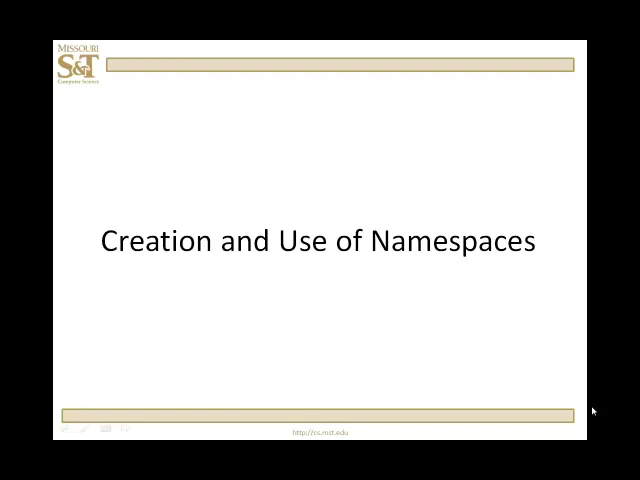 MISSOURI
S&T
Computer Science
Creation and Use of Namespaces
http://cs.mst.edu